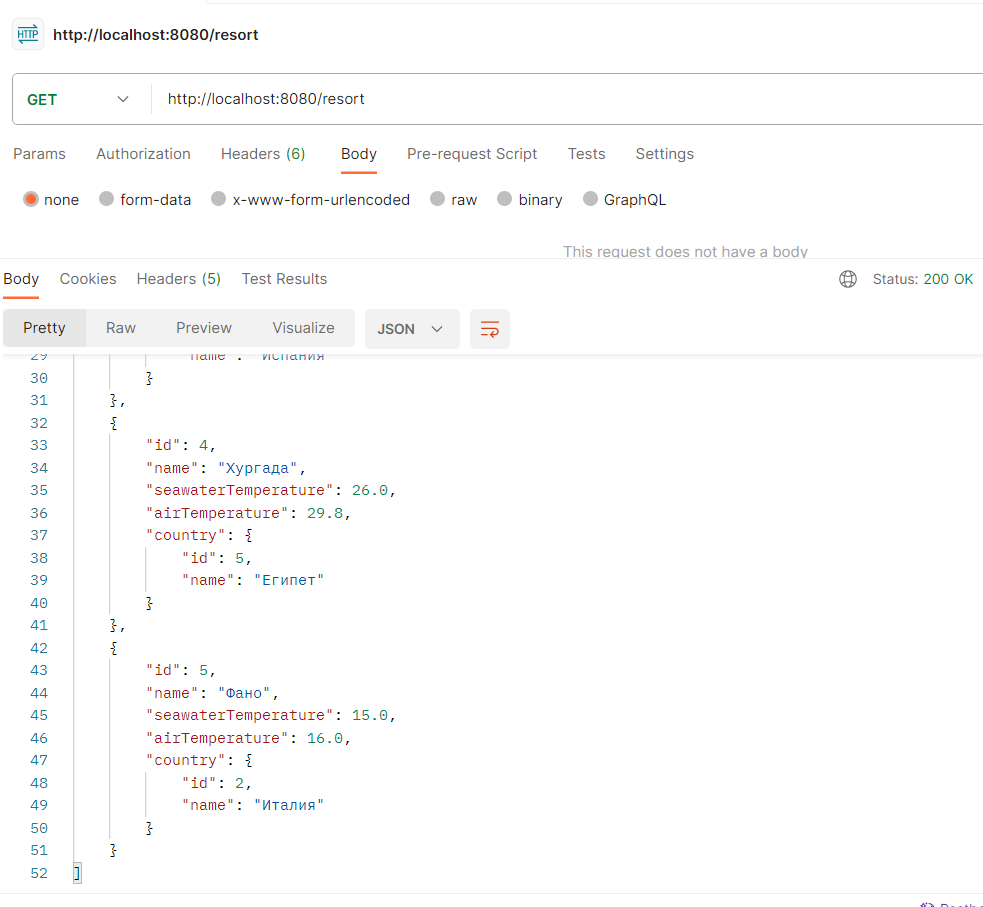 HTTP http://localhost:8080/resort
GET http://localhost:8080/resort
Params Authorization Headers (6) Body Pre-request Script Tests Settings
none form-data x-www-form-urlencoded raw binary GraphQL
This request does not have a body
Body Cookies Headers (5) Test Results Status: 200 OK
Pretty Raw Preview Visualize JSON
29 "name": "Испания"
30 }
31 },
32 {
33 "id": 4,
34 "name": "Хургада",
35 "seawaterTemperature": 26.0,
36 "airTemperature": 29.8,
37 "country": {
38 "id": 5,
39 "name": "Египет"
40 }
41 },
42 {
43 "id": 5,
44 "name": "Фано",
45 "seawaterTemperature": 15.0,
46 "airTemperature": 16.0,
47 "country": {
48 "id": 2,
49 "name": "Италия"
50 }
51 }
52 ]